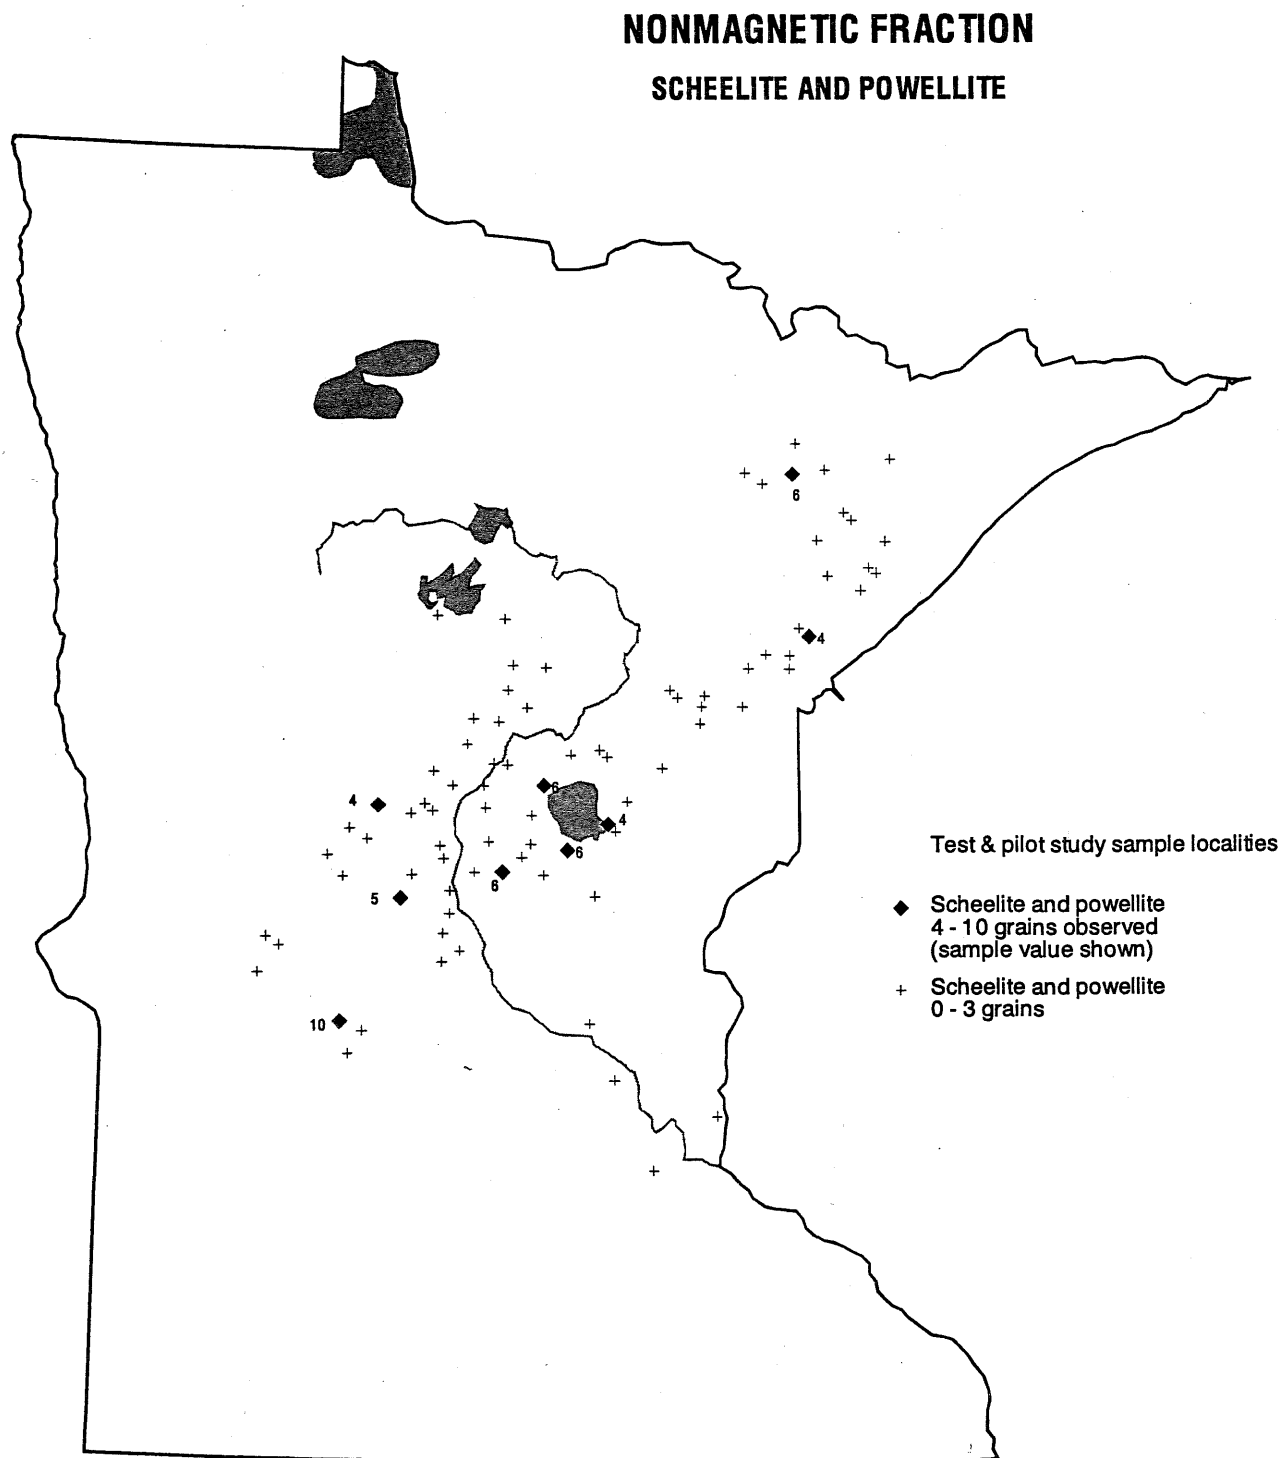 NONMAGNETIC FRACTION
SCHEELITE AND POWELLITE
6
4
6
4
4
6
6
5
10
Test & pilot study sample localities
Scheelite and powellite
4 - 10 grains observed
(sample value shown)
Scheelite and powellite
0 - 3 grains